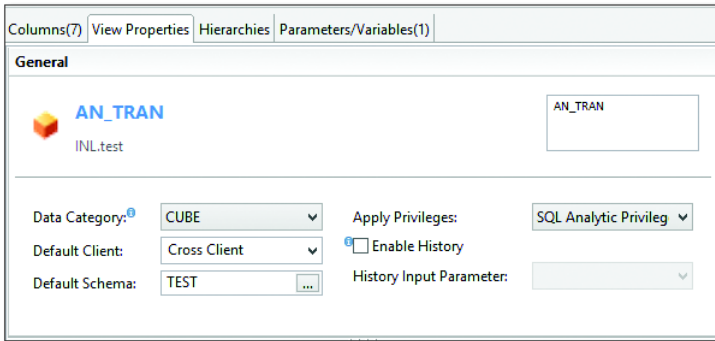 Columns(7) View Properties Hierarchies Parameters/Variables(1)
General
AN_TRAN
INL.test
AN_TRAN
Data Category: CUBE Apply Privileges: SQL Analytic Privileg
Default Client: Cross Client Enable History
Default Schema: TEST ... History Input Parameter: